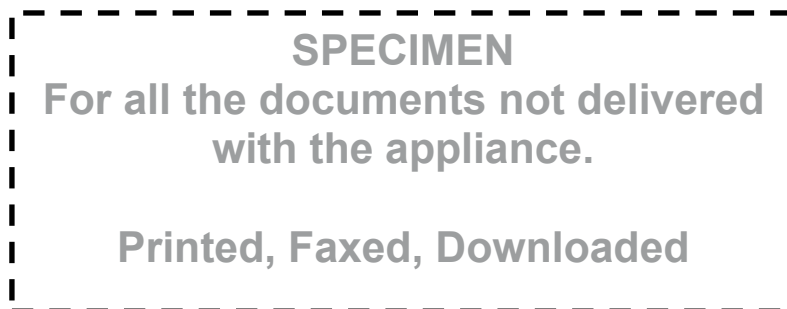 SPECIMEN
For all the documents not delivered
with the appliance.
Printed, Faxed, Downloaded